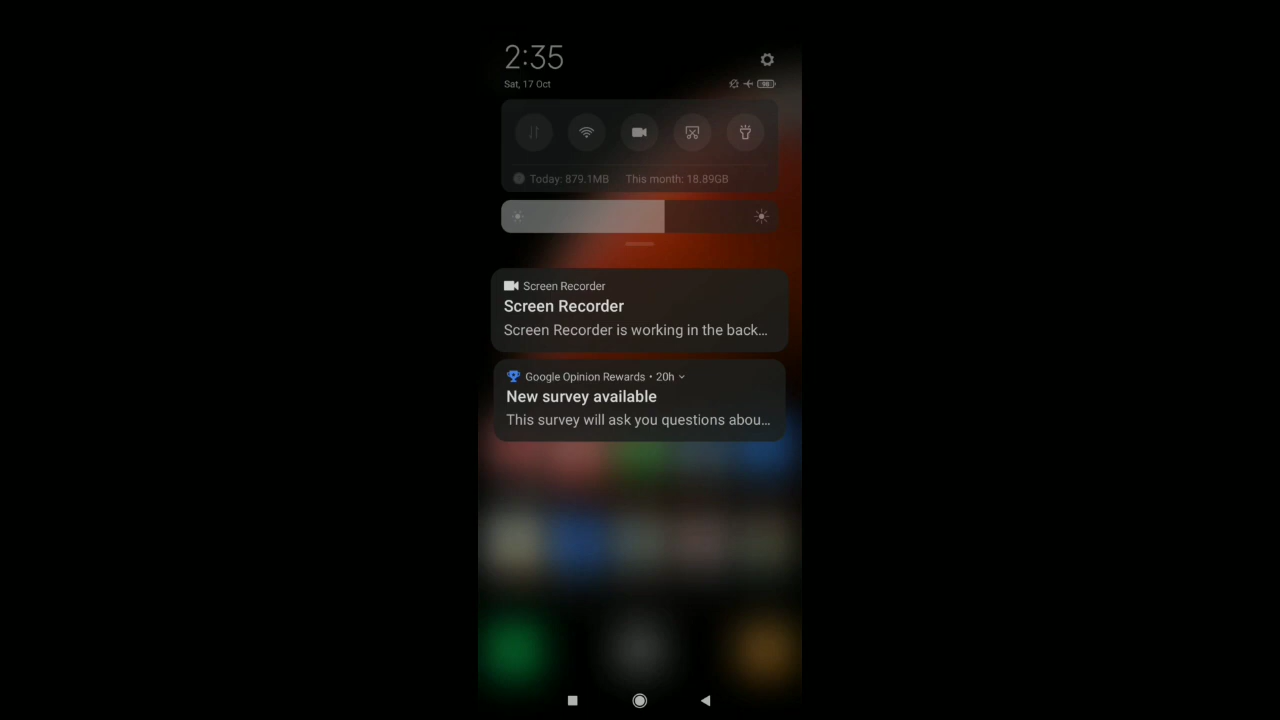 2:35
Sat, 17 Oct
98
Today: 879.1MB This month: 18.89GB
Screen Recorder
Screen Recorder
Screen Recorder is working in the back...
Google Opinion Rewards • 20h
New survey available
This survey will ask you questions abou...